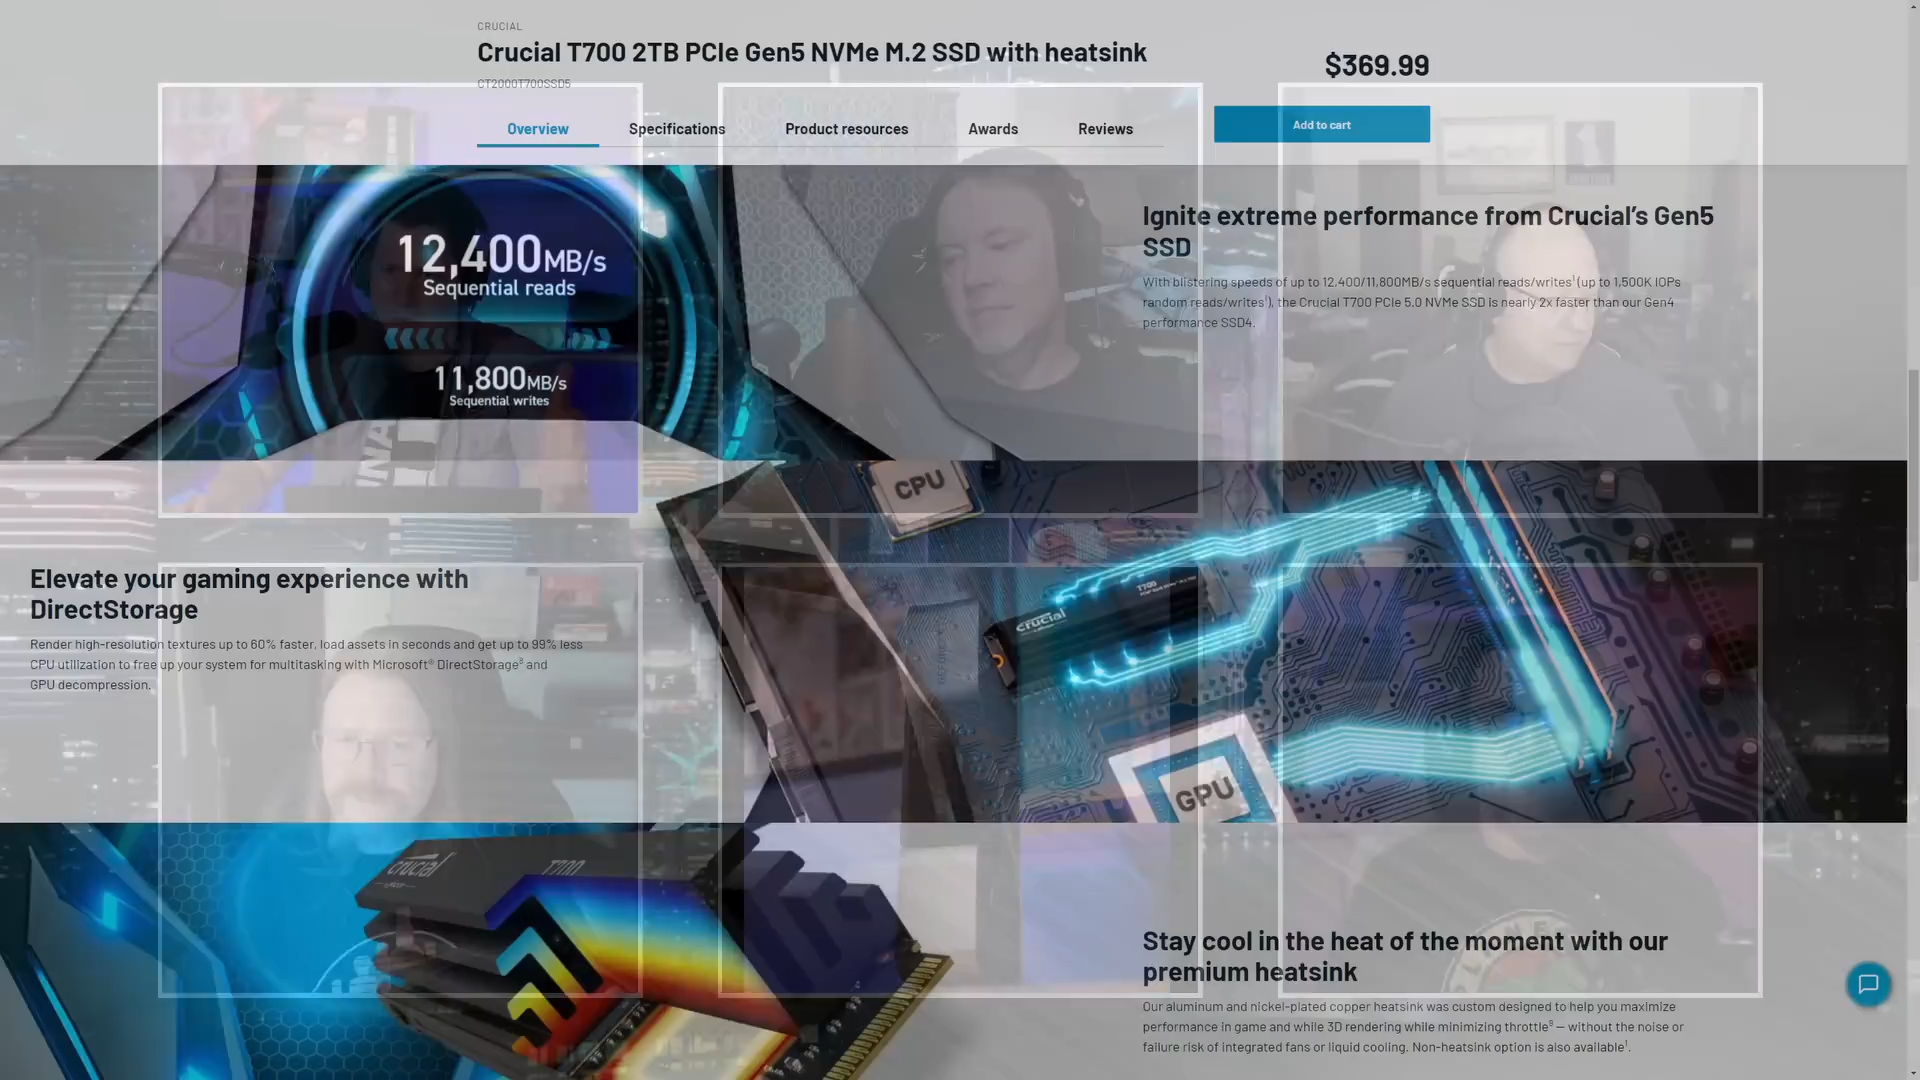 CRUCIAL
Crucial T700 2TB PCIe Gen5 NVMe M.2 SSD with heatsink
CT2000T700SSD5
$369.99
Add to cart
Overview
Specifications
Product resources
Awards
Reviews
12,400MB/s
Sequential reads
11,800MB/s
Sequential writes
Ignite extreme performance from Crucial’s Gen5
SSD
With blistering speeds of up to 12,400/11,800MB/s sequential reads/writes¹ (up to 1,500K IOPs
random reads/writes¹), the Crucial T700 PCIe 5.0 NVMe SSD is nearly 2x faster than our Gen4
performance SSD4.
CPU
Elevate your gaming experience with
DirectStorage
Render high-resolution textures up to 60% faster, load assets in seconds and get up to 99% less
CPU utilization to free up your system for multitasking with Microsoft® DirectStorage⁸ and
GPU decompression.
crucial
T700
GPU
crucial
T700
Stay cool in the heat of the moment with our
premium heatsink
Our aluminum and nickel-plated copper heatsink was custom designed to help you maximize
performance in game and while 3D rendering while minimizing throttle⁸ — without the noise or
failure risk of integrated fans or liquid cooling. Non-heatsink option is also available¹.